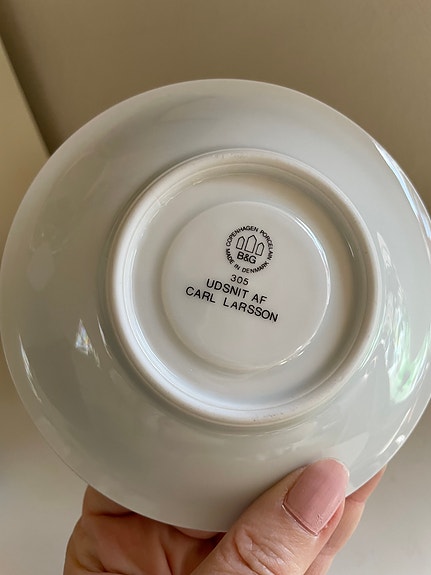 COPENHAGEN PORCELAIN
B&G
MADE IN DENMARK
305
UDSNIT AF
CARL LARSSON